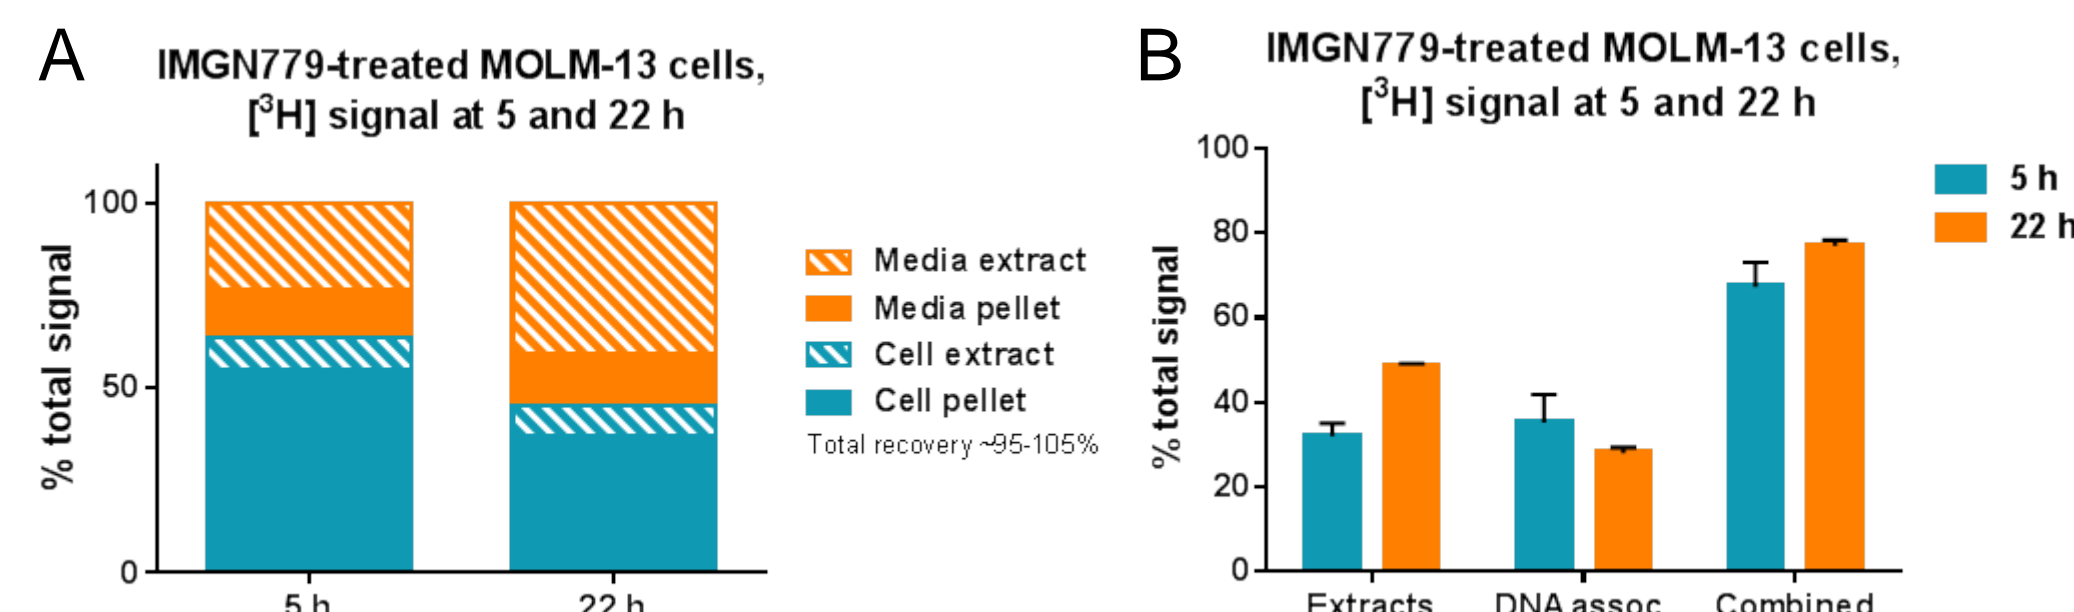 A
IMGN779-treated MOLM-13 cells,
[³H] signal at 5 and 22 h
% total signal
100
50
0
5 h
22 h
Media extract
Media pellet
Cell extract
Cell pellet
Total recovery ~95-105%
B
IMGN779-treated MOLM-13 cells,
[³H] signal at 5 and 22 h
% total signal
100
80
60
40
20
0
Extracts
DNA assoc
Combined
5 h
22 h